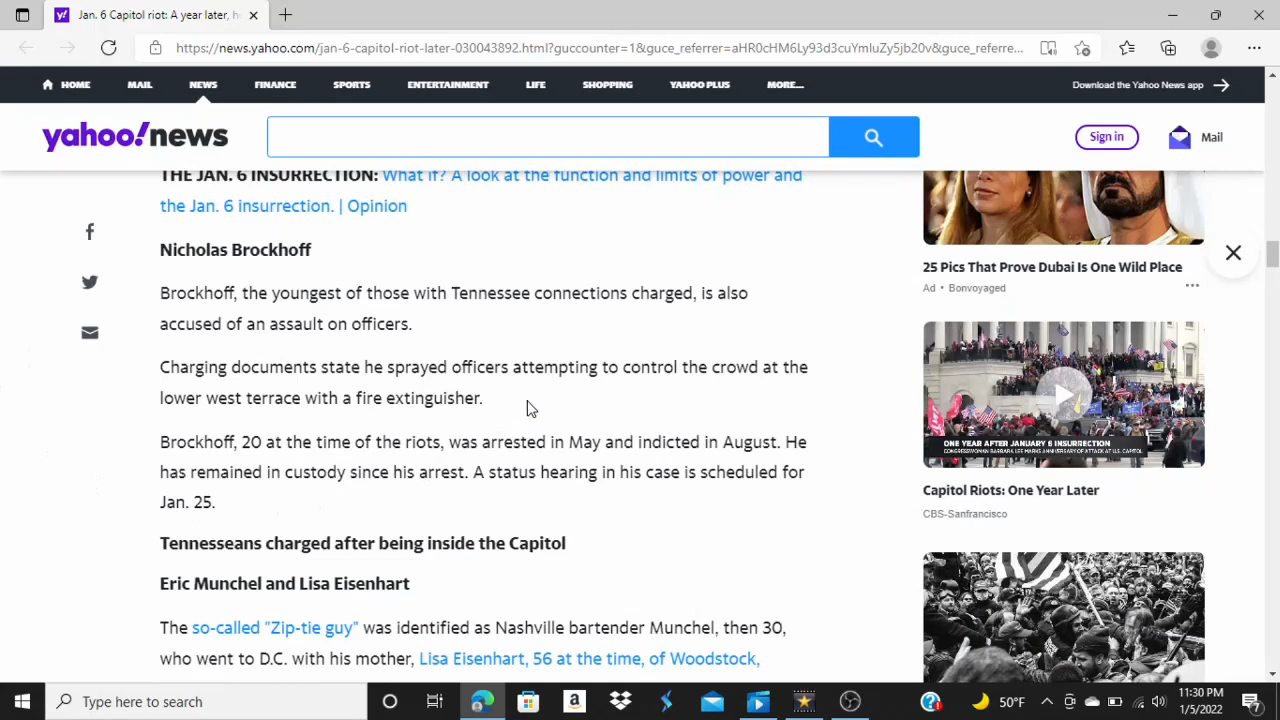 Jan. 6 Capitol riot: A year later, h
https://news.yahoo.com/jan-6-capitol-riot-later-030043892.html?guccounter=1&guce_referrer=aHR0cHM6Ly93d3cuYmluZy5jb20v&guce_referre...
HOME MAIL NEWS FINANCE SPORTS ENTERTAINMENT LIFE SHOPPING YAHOO PLUS MORE... Download the Yahoo News app
yahoo!news Sign in Mail
THE JAN. 6 INSURRECTION: What if? A look at the function and limits of power and
the Jan. 6 insurrection. | Opinion
Nicholas Brockhoff
Brockhoff, the youngest of those with Tennessee connections charged, is also
accused of an assault on officers.
Charging documents state he sprayed officers attempting to control the crowd at the
lower west terrace with a fire extinguisher.
Brockhoff, 20 at the time of the riots, was arrested in May and indicted in August. He
has remained in custody since his arrest. A status hearing in his case is scheduled for
Jan. 25.
Tennesseans charged after being inside the Capitol
Eric Munchel and Lisa Eisenhart
The so-called "Zip-tie guy" was identified as Nashville bartender Munchel, then 30,
who went to D.C. with his mother, Lisa Eisenhart, 56 at the time, of Woodstock,
25 Pics That Prove Dubai Is One Wild Place
Ad • Bonvoyaged
ONE YEAR AFTER JANUARY 6 INSURRECTION
CONGRESSWOMAN BARBARA LEE MARKS ANNIVERSARY OF ATTACK AT U.S. CAPITOL
Capitol Riots: One Year Later
CBS-Sanfrancisco
Type here to search
50°F
11:30 PM
1/5/2022
7